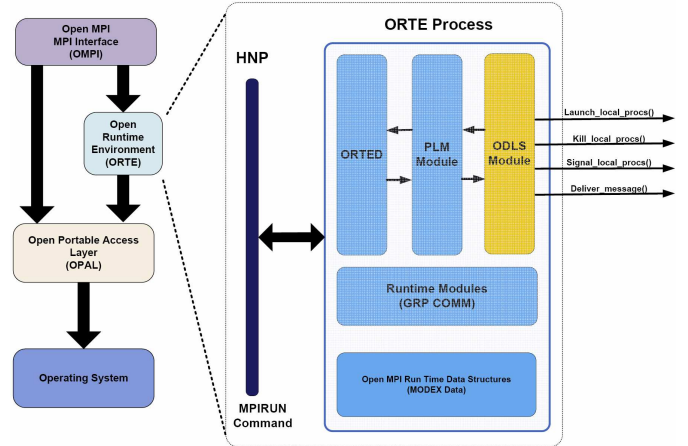 Open MPI
MPI Interface
(OMPI)
Open
Runtime
Environment
(ORTE)
Open Portable Access
Layer
(OPAL)
Operating System
ORTE Process
HNP
MPIRUN
Command
ORTED
PLM
Module
ODLS
Module
Launch_local_procs()
Kill_local_procs()
Signal_local_procs()
Deliver_message()
Runtime Modules
(GRP COMM)
Open MPI Run Time Data Structures
(MODEX Data)